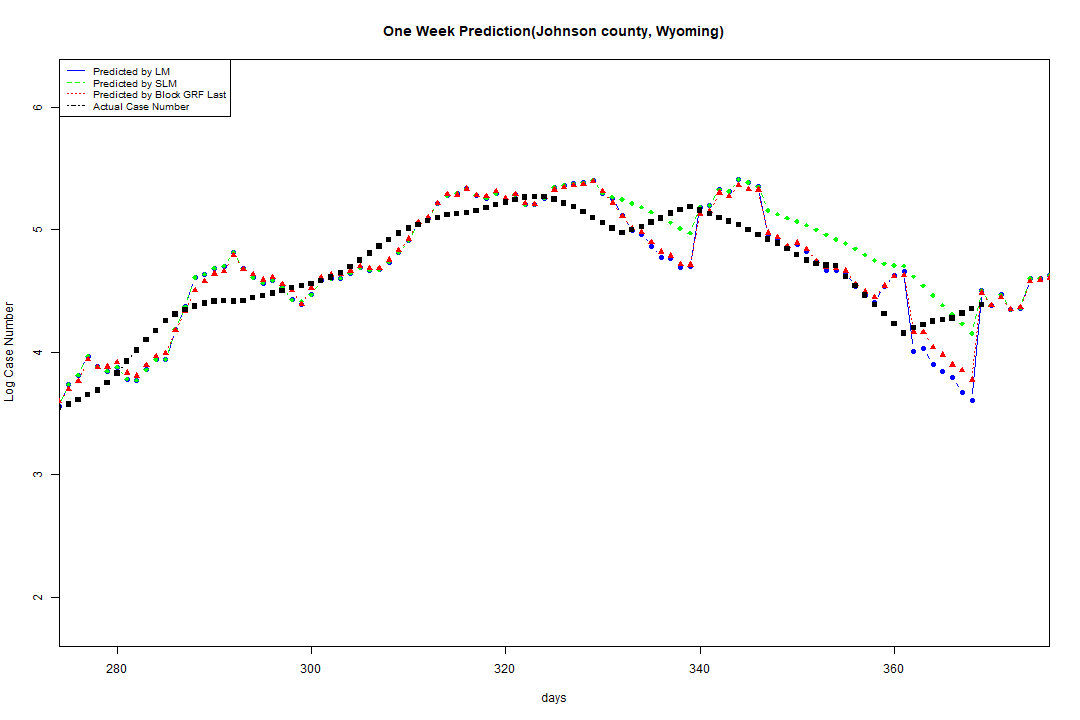 One Week Prediction(Johnson county, Wyoming)
Predicted by LM
Predicted by SLM
Predicted by Block GRF Last
Actual Case Number
Log Case Number
6
5
4
3
2
280 300 320 340 360
days